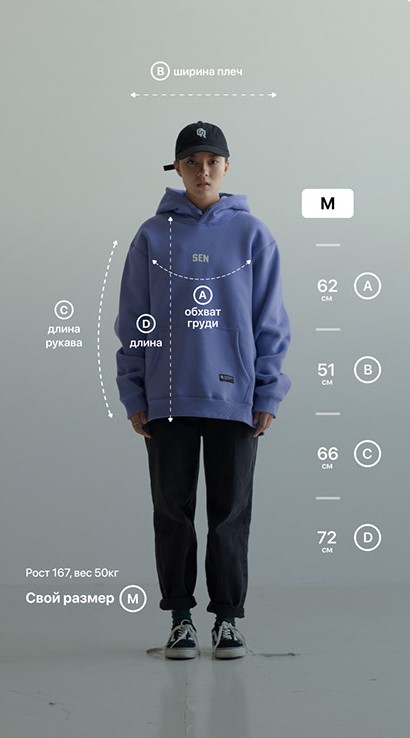 B ширина плеч
M
SEN
62
см
A
A
обхват
груди
C
длина
рукава
D
длина
51
см
B
66
см
C
72
см
D
Рост 167, вес 50кг
Свой размер M